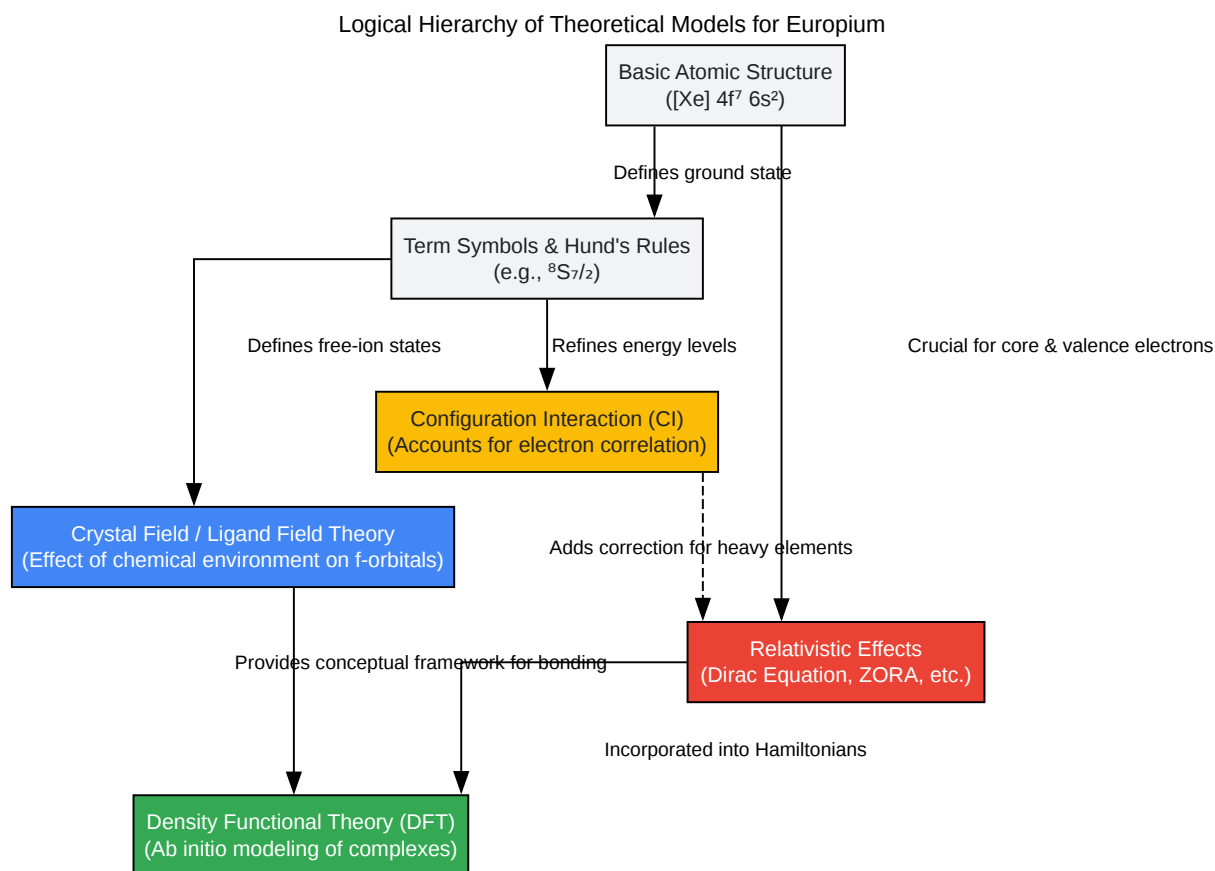 Logical Hierarchy of Theoretical Models for Europium
Basic Atomic Structure
([Xe] 4f⁷ 6s²)
Defines ground state
Term Symbols & Hund's Rules
(e.g., ⁸S₇/₂)
Defines free-ion states
Refines energy levels
Crucial for core & valence electrons
Configuration Interaction (CI)
(Accounts for electron correlation)
Crystal Field / Ligand Field Theory
(Effect of chemical environment on f-orbitals)
Adds correction for heavy elements
Relativistic Effects
(Dirac Equation, ZORA, etc.)
Provides conceptual framework for bonding
Incorporated into Hamiltonians
Density Functional Theory (DFT)
(Ab initio modeling of complexes)